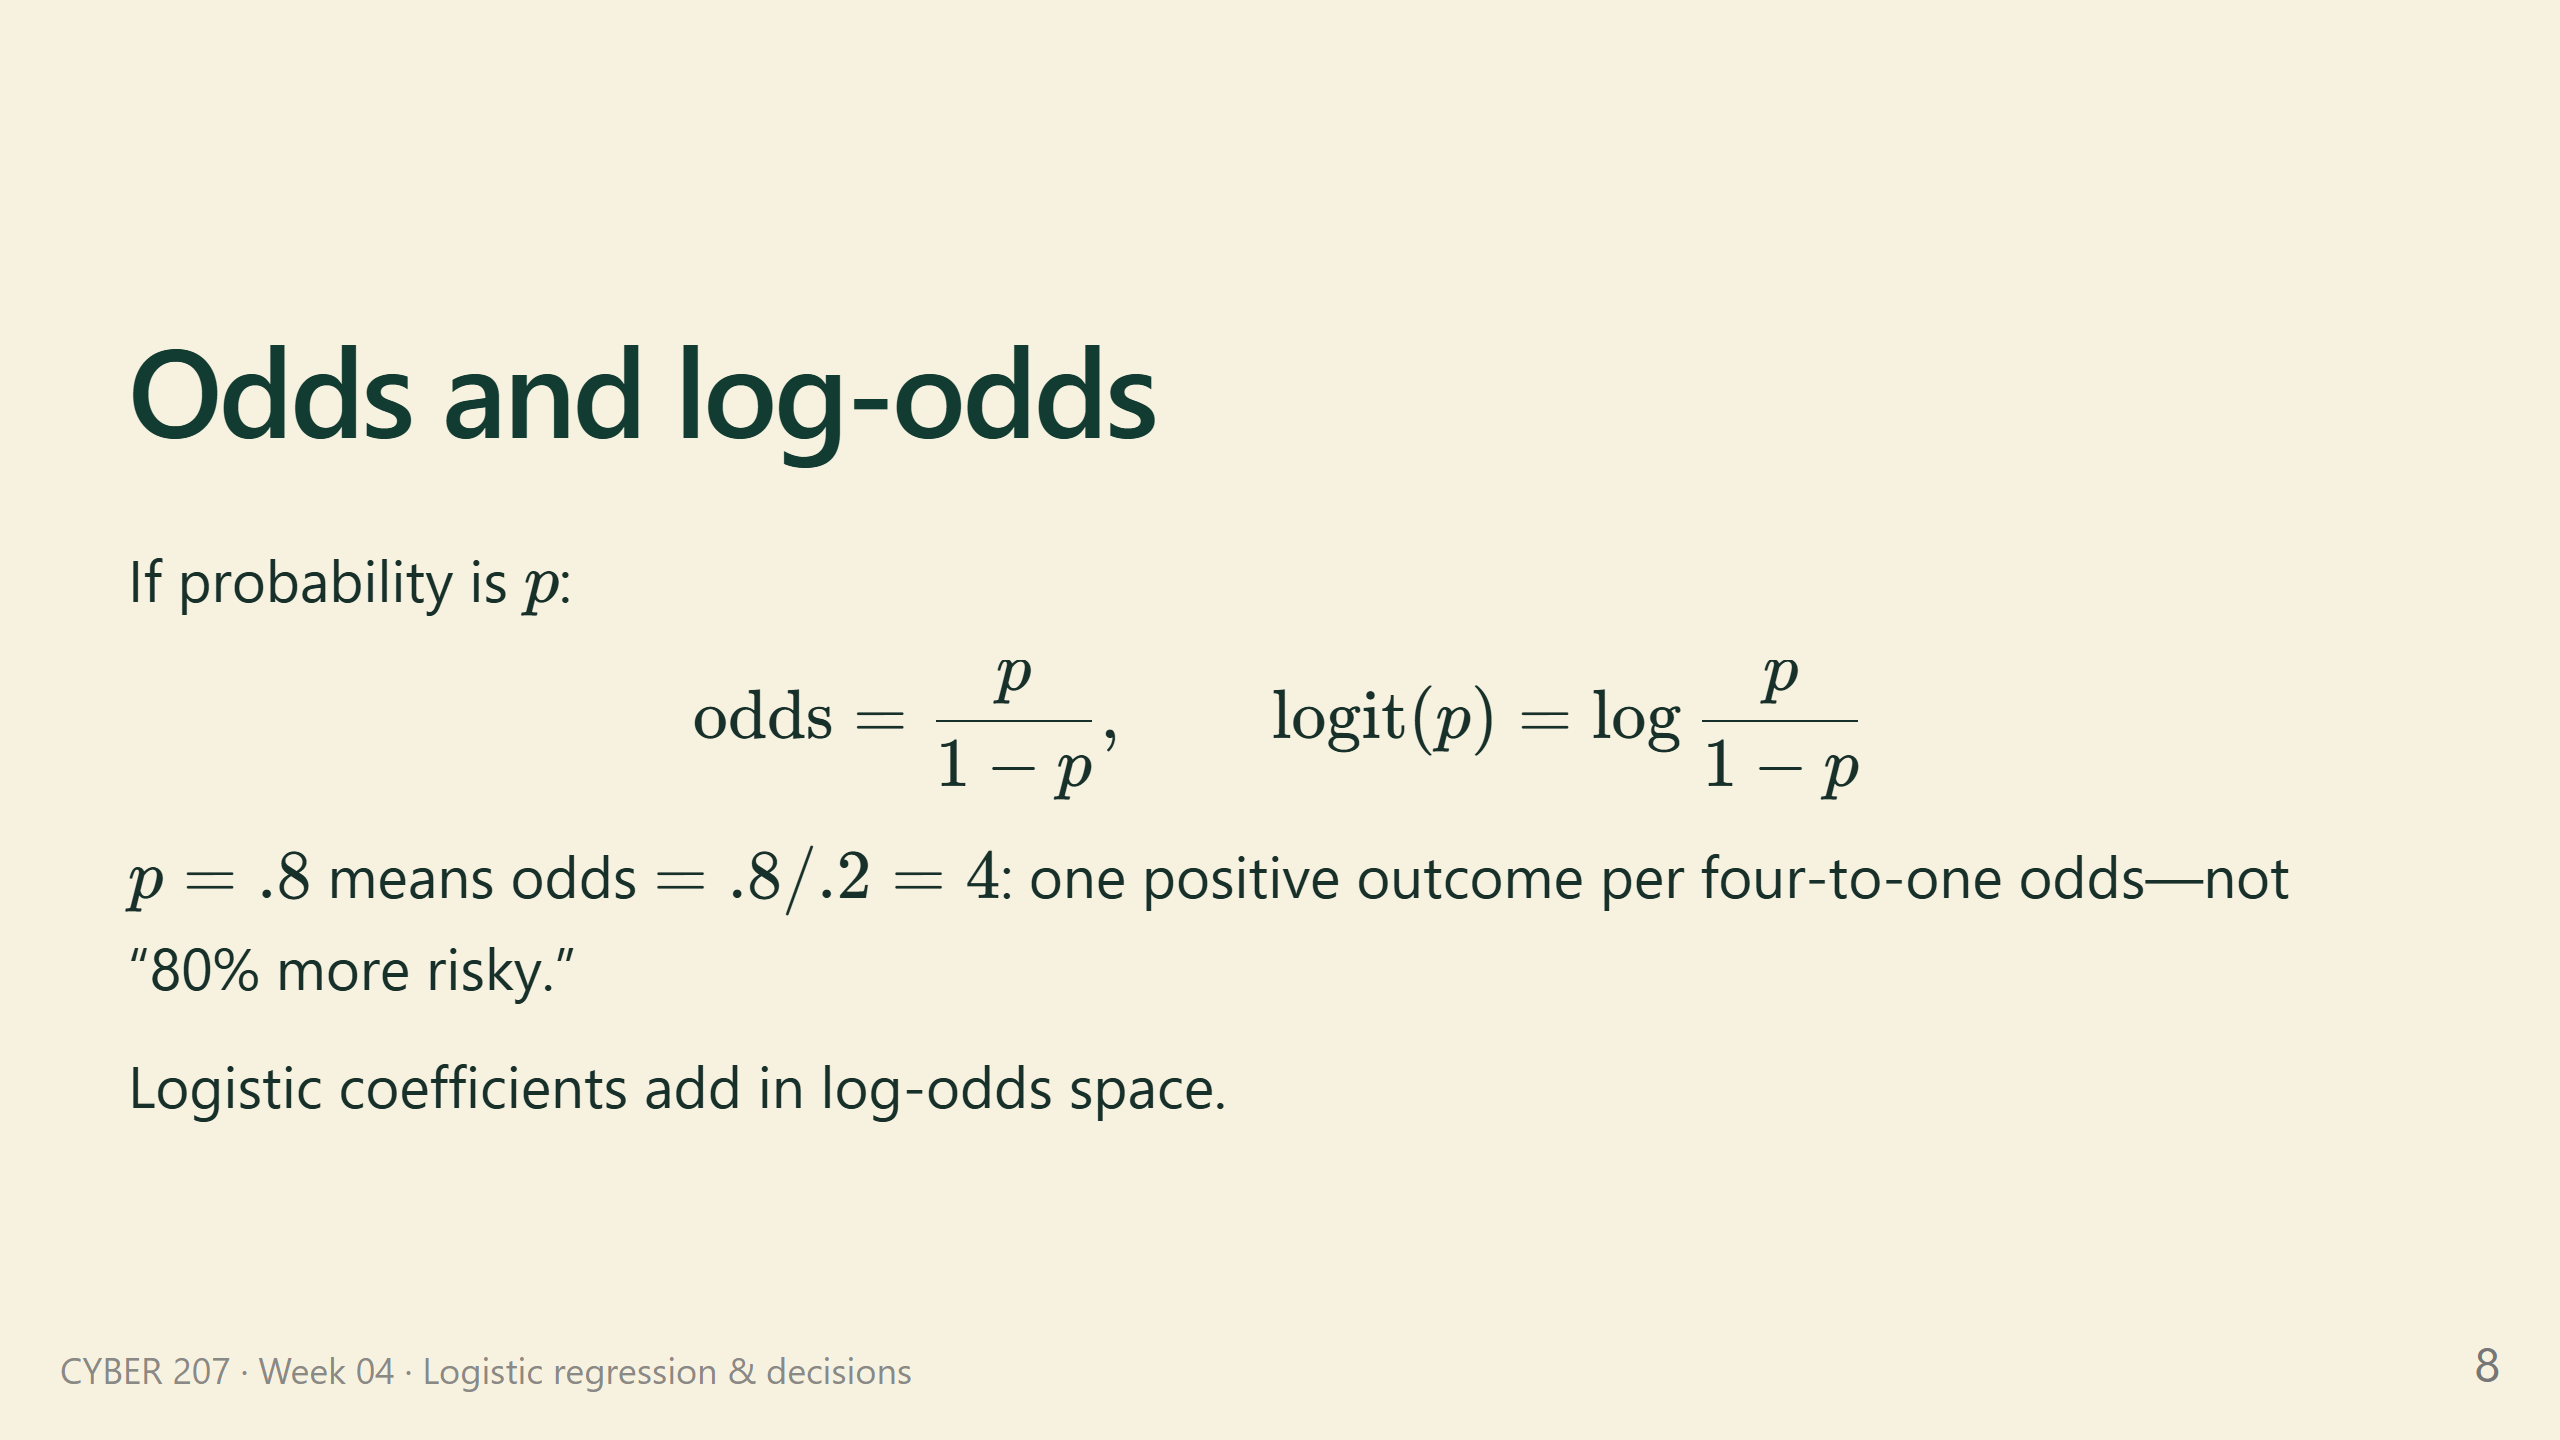 Odds and log-odds
If probability is p:
odds = p/(1 − p), logit(p) = log p/(1 − p)
p = .8 means odds = .8/.2 = 4: one positive outcome per four-to-one odds—not
“80% more risky.”
Logistic coefficients add in log-odds space.
CYBER 207 · Week 04 · Logistic regression & decisions
8